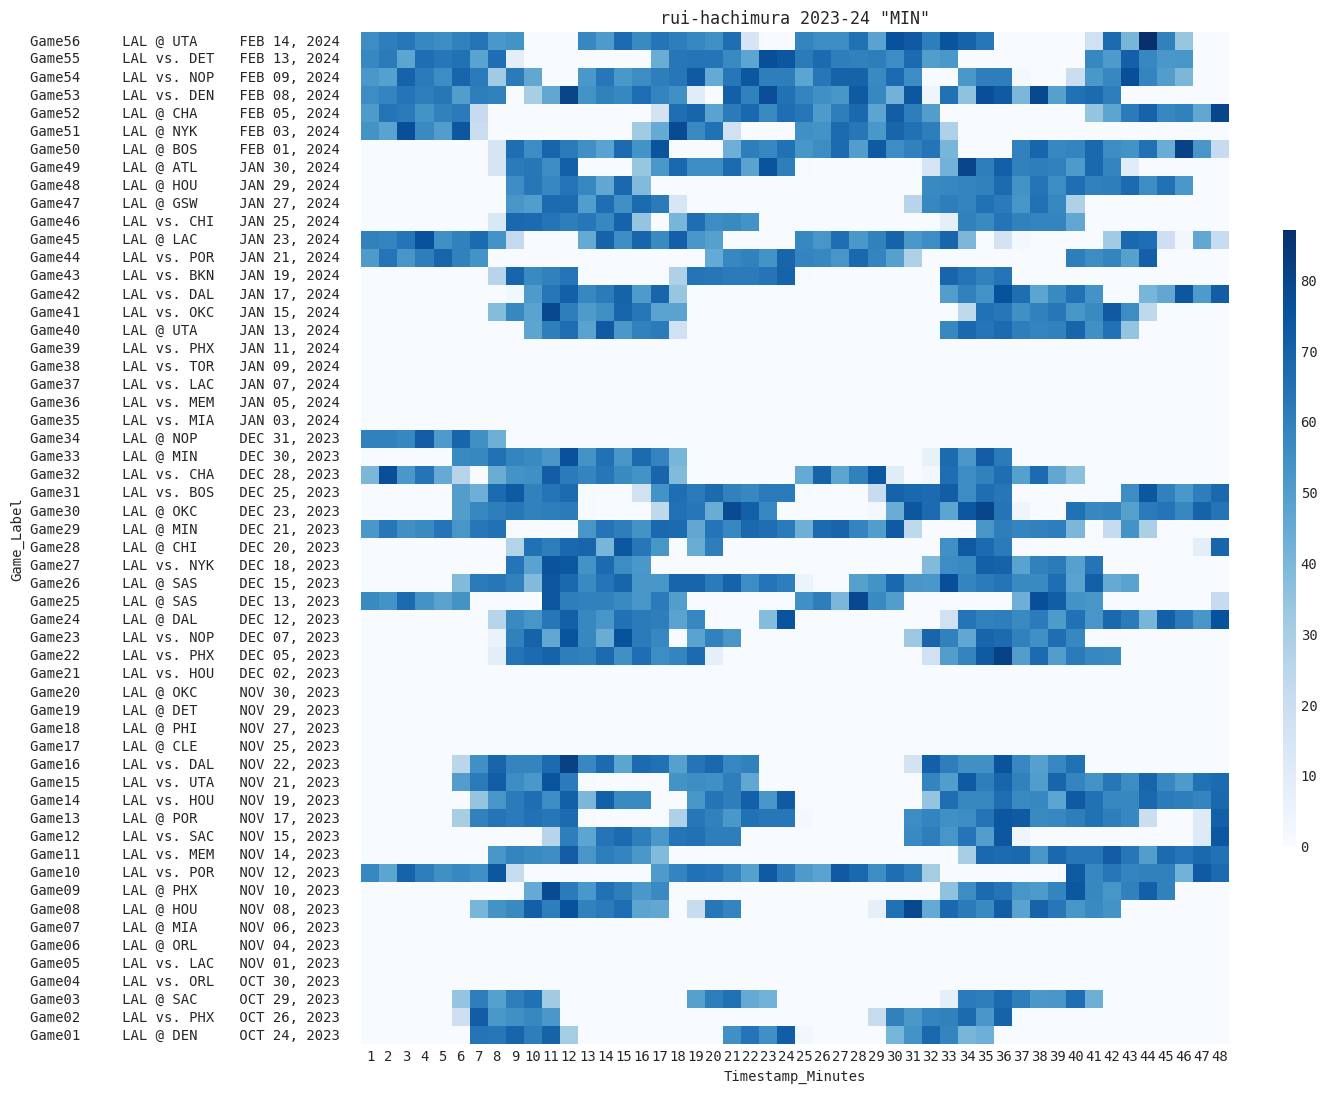 rui-hachimura 2023-24 "MIN"
Game56 LAL @ UTA FEB 14, 2024
Game55 LAL vs. DET FEB 13, 2024
Game54 LAL vs. NOP FEB 09, 2024
Game53 LAL vs. DEN FEB 08, 2024
Game52 LAL @ CHA FEB 05, 2024
Game51 LAL @ NYK FEB 03, 2024
Game50 LAL @ BOS FEB 01, 2024
Game49 LAL @ ATL JAN 30, 2024
Game48 LAL @ HOU JAN 29, 2024
Game47 LAL @ GSW JAN 27, 2024
Game46 LAL vs. CHI JAN 25, 2024
Game45 LAL @ LAC JAN 23, 2024
Game44 LAL vs. POR JAN 21, 2024
Game43 LAL vs. BKN JAN 19, 2024
Game42 LAL vs. DAL JAN 17, 2024
Game41 LAL vs. OKC JAN 15, 2024
Game40 LAL @ UTA JAN 13, 2024
Game39 LAL vs. PHX JAN 11, 2024
Game38 LAL vs. TOR JAN 09, 2024
Game37 LAL vs. LAC JAN 07, 2024
Game36 LAL vs. MEM JAN 05, 2024
Game35 LAL vs. MIA JAN 03, 2024
Game34 LAL @ NOP DEC 31, 2023
Game33 LAL @ MIN DEC 30, 2023
Game32 LAL vs. CHA DEC 28, 2023
Game31 LAL vs. BOS DEC 25, 2023
Game30 LAL @ OKC DEC 23, 2023
Game29 LAL @ MIN DEC 21, 2023
Game28 LAL @ CHI DEC 20, 2023
Game27 LAL vs. NYK DEC 18, 2023
Game26 LAL @ SAS DEC 15, 2023
Game25 LAL @ SAS DEC 13, 2023
Game24 LAL @ DAL DEC 12, 2023
Game23 LAL vs. NOP DEC 07, 2023
Game22 LAL vs. PHX DEC 05, 2023
Game21 LAL vs. HOU DEC 02, 2023
Game20 LAL @ OKC NOV 30, 2023
Game19 LAL @ DET NOV 29, 2023
Game18 LAL @ PHI NOV 27, 2023
Game17 LAL @ CLE NOV 25, 2023
Game16 LAL vs. DAL NOV 22, 2023
Game15 LAL vs. UTA NOV 21, 2023
Game14 LAL vs. HOU NOV 19, 2023
Game13 LAL @ POR NOV 17, 2023
Game12 LAL vs. SAC NOV 15, 2023
Game11 LAL vs. MEM NOV 14, 2023
Game10 LAL vs. POR NOV 12, 2023
Game09 LAL @ PHX NOV 10, 2023
Game08 LAL @ HOU NOV 08, 2023
Game07 LAL @ MIA NOV 06, 2023
Game06 LAL @ ORL NOV 04, 2023
Game05 LAL vs. LAC NOV 01, 2023
Game04 LAL vs. ORL OCT 30, 2023
Game03 LAL @ SAC OCT 29, 2023
Game02 LAL vs. PHX OCT 26, 2023
Game01 LAL @ DEN OCT 24, 2023
Game_Label
1 2 3 4 5 6 7 8 9 10 11 12 13 14 15 16 17 18 19 20 21 22 23 24 25 26 27 28 29 30 31 32 33 34 35 36 37 38 39 40 41 42 43 44 45 46 47 48
Timestamp_Minutes
80
70
60
50
40
30
20
10
0